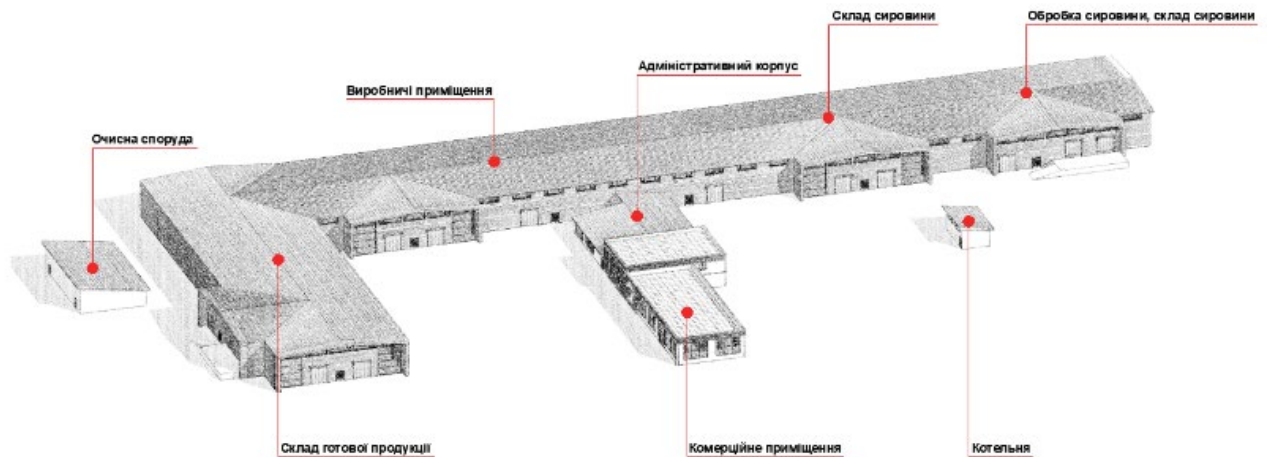 Склад сировини
Обробка сировини, склад сировини
Адміністративний корпус
Виробничі приміщення
Очисна споруда
Склад готової продукції
Комерційне приміщення
Котельня